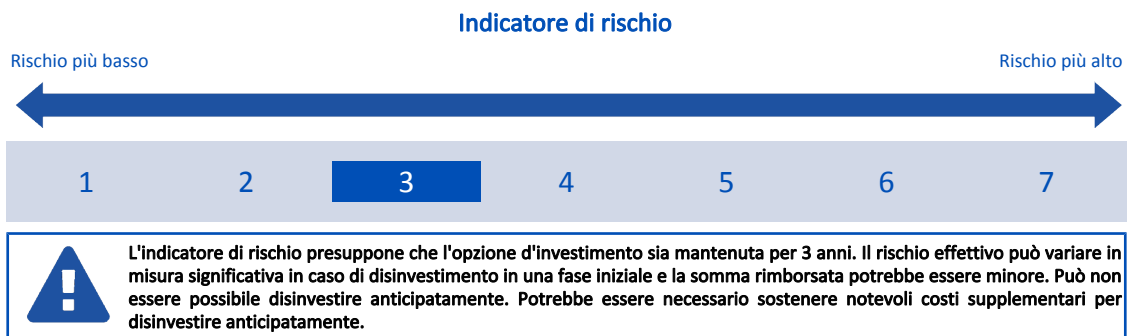 Indicatore di rischio
Rischio più basso
Rischio più alto
1 2 3 4 5 6 7
L'indicatore di rischio presuppone che l'opzione d'investimento sia mantenuta per 3 anni. Il rischio effettivo può variare in
misura significativa in caso di disinvestimento in una fase iniziale e la somma rimborsata potrebbe essere minore. Può non
essere possibile disinvestire anticipatamente. Potrebbe essere necessario sostenere notevoli costi supplementari per
disinvestire anticipatamente.